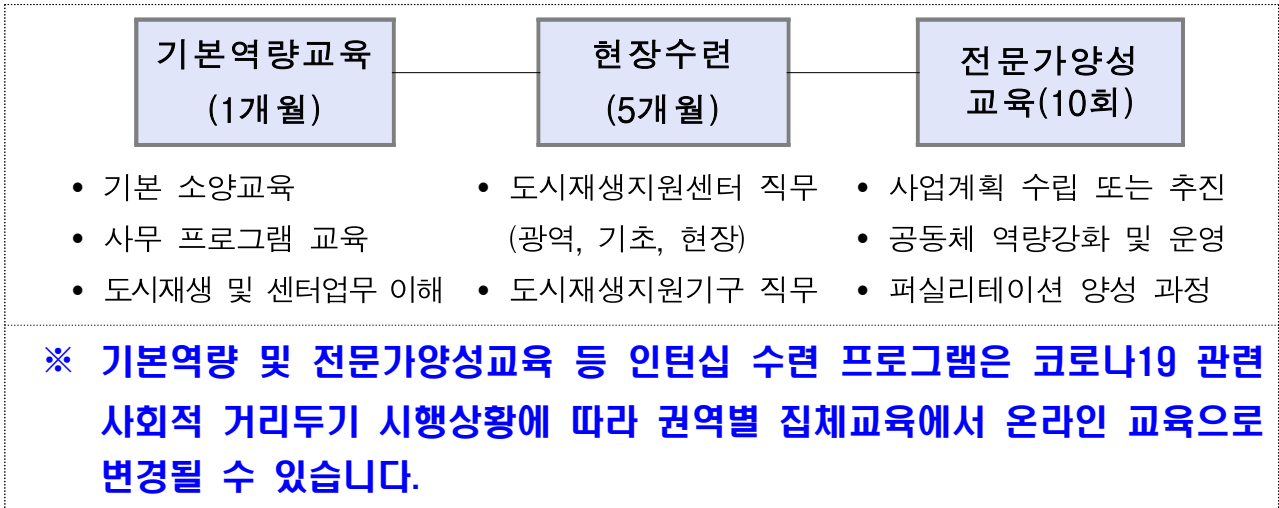 기본역량교육
(1개월)
현장수련
(5개월)
전문가양성
교육(10회)
• 기본 소양교육
• 사무 프로그램 교육
• 도시재생 및 센터업무 이해
• 도시재생지원센터 직무
(광역, 기초, 현장)
• 도시재생지원기구 직무
• 사업계획 수립 또는 추진
• 공동체 역량강화 및 운영
• 퍼실리테이션 양성 과정
※ 기본역량 및 전문가양성교육 등 인턴십 수련 프로그램은 코로나19 관련
사회적 거리두기 시행상황에 따라 권역별 집체교육에서 온라인 교육으로
변경될 수 있습니다.